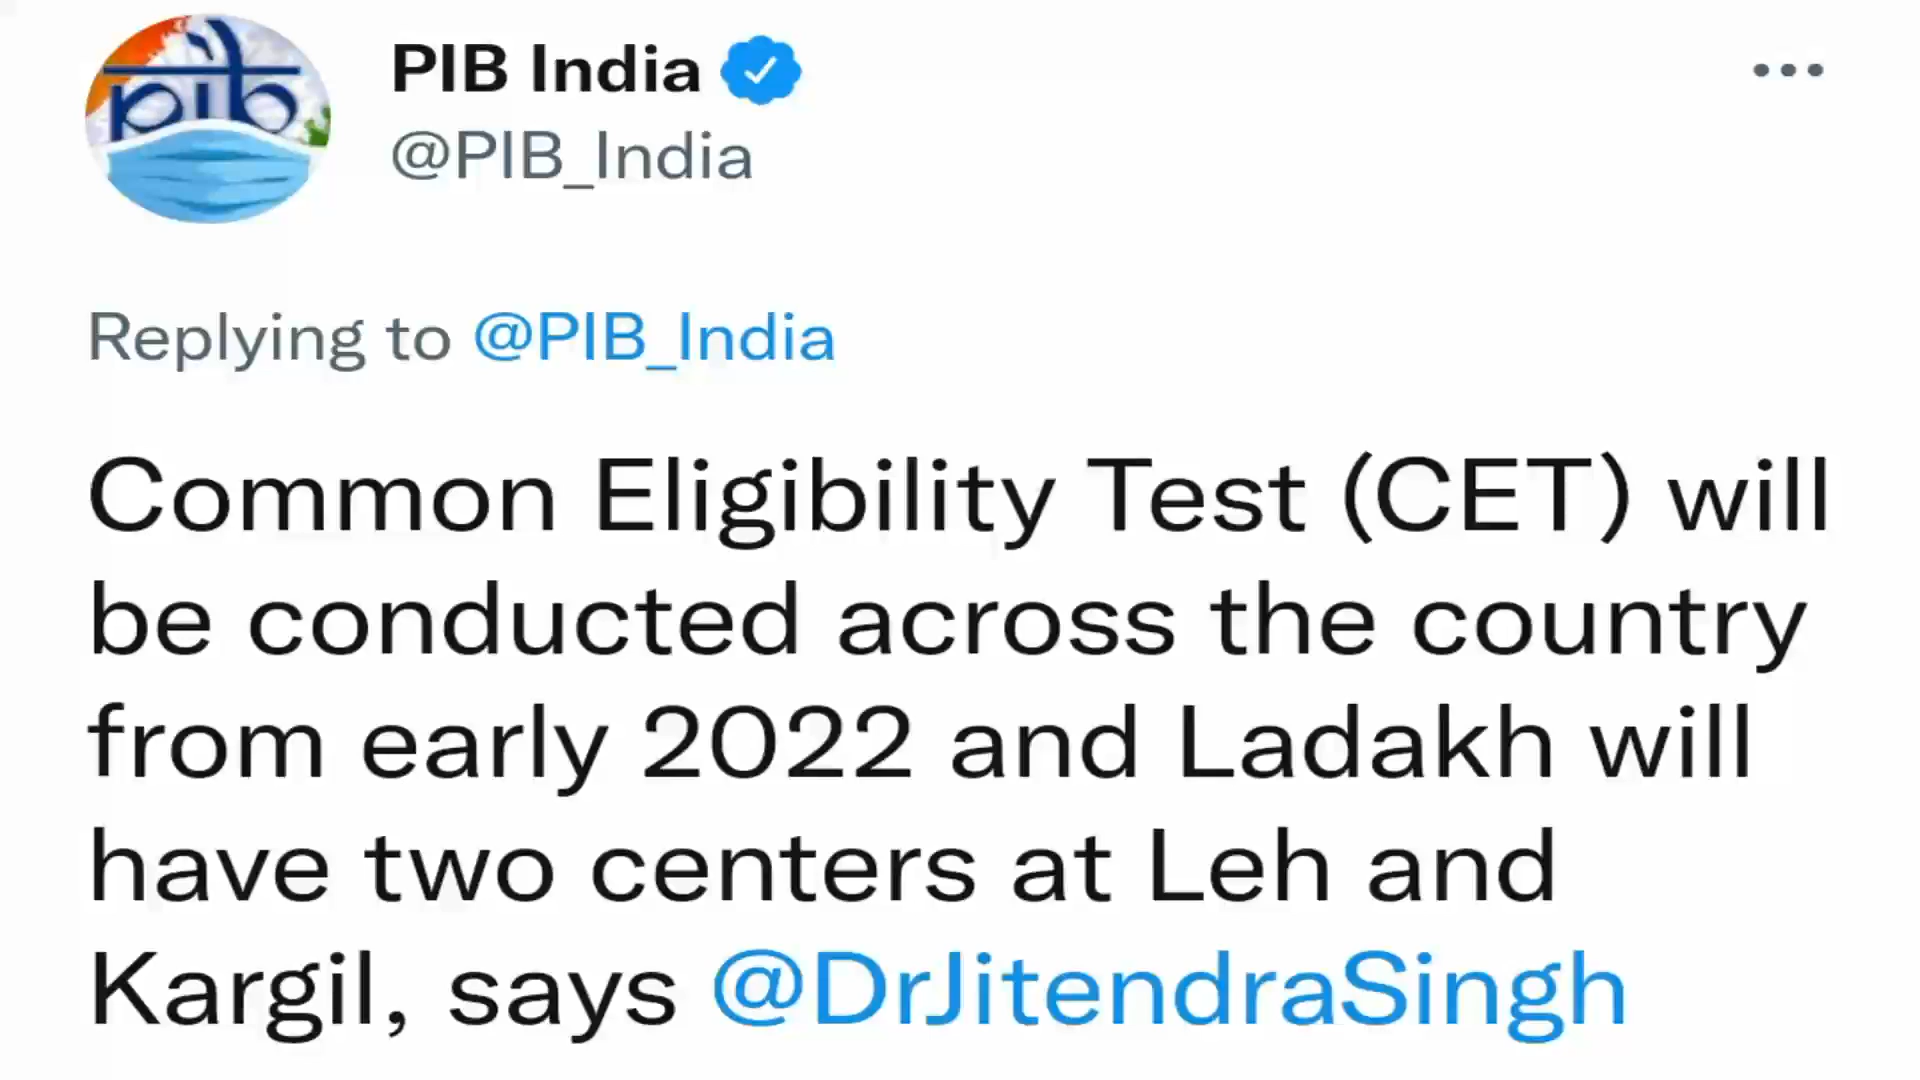 pib
PIB India
@PIB_India
Replying to @PIB_India
Common Eligibility Test (CET) will
be conducted across the country
from early 2022 and Ladakh will
have two centers at Leh and
Kargil, says @DrJitendraSingh